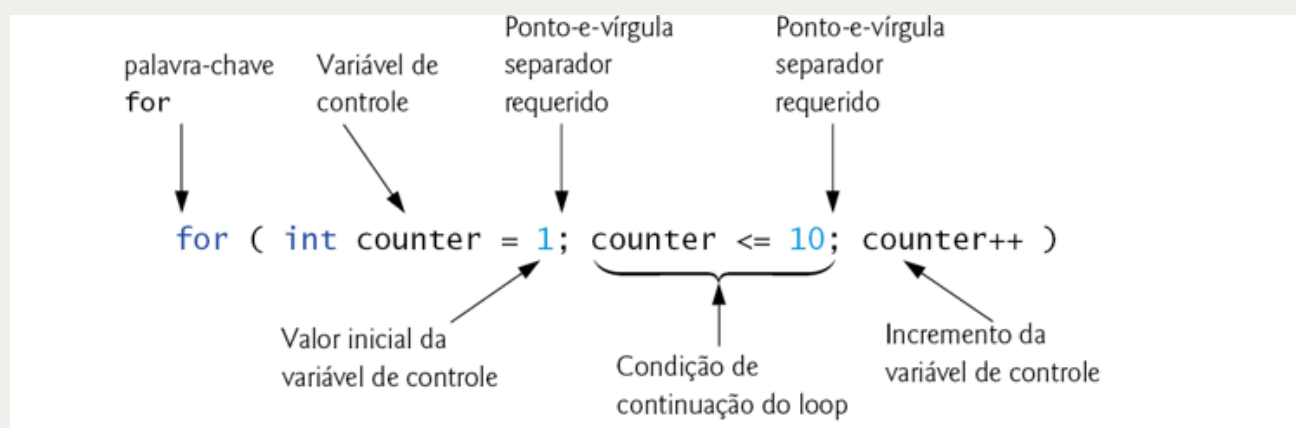 palavra-chave
for
Variável de
controle
Ponto-e-vírgula
separador
requerido
Ponto-e-vírgula
separador
requerido
for ( int counter = 1; counter <= 10; counter++ )
Valor inicial da
variável de controle
Condição de
continuação do loop
Incremento da
variável de controle